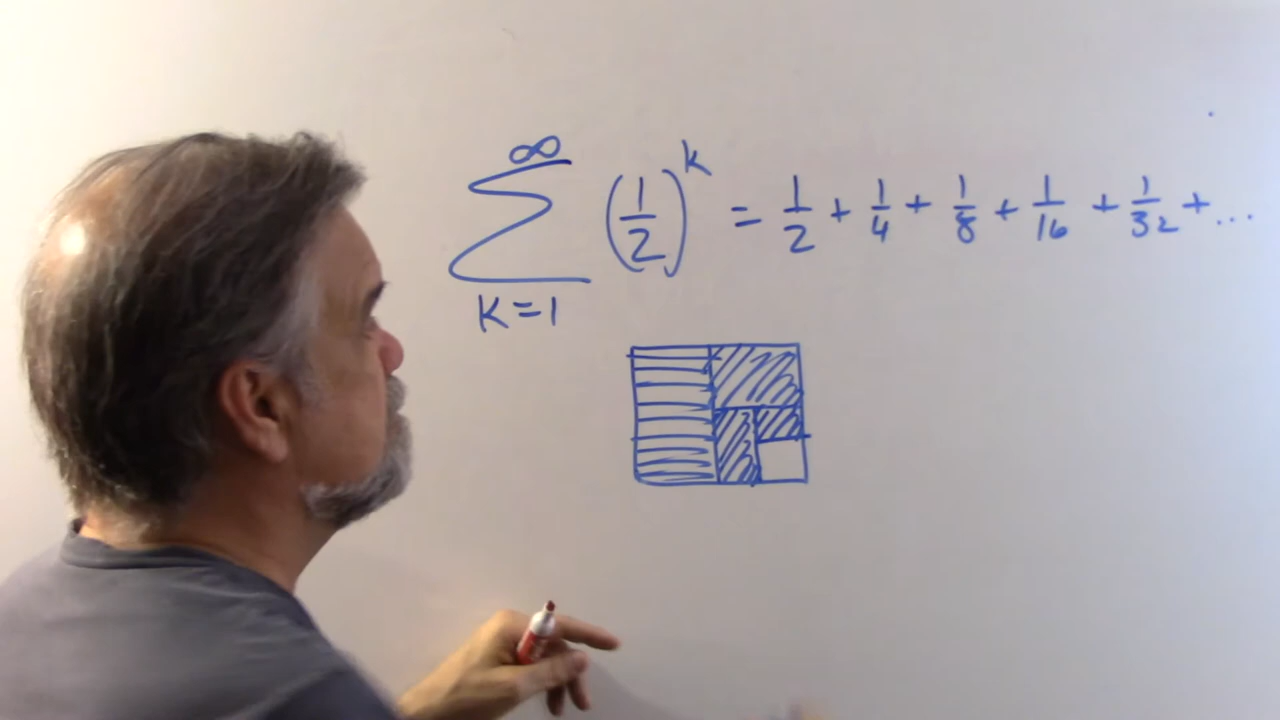 ∞
∑ (1/2)^k = 1/2 + 1/4 + 1/8 + 1/16 + 1/32 + ...
k=1